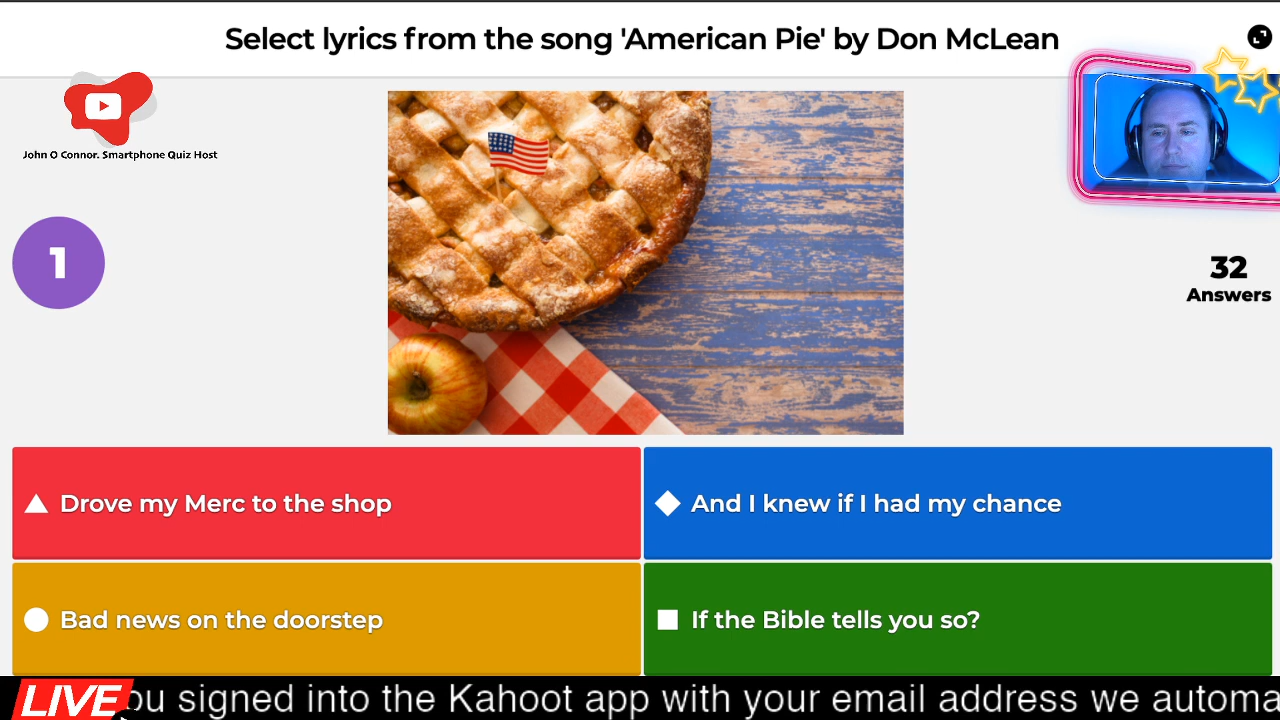 Select lyrics from the song 'American Pie' by Don McLean
John O Connor. Smartphone Quiz Host
1
32
Answers
Drove my Merc to the shop
And I knew if I had my chance
Bad news on the doorstep
If the Bible tells you so?
LIVE
ou signed into the Kahoot app with your email address we automa